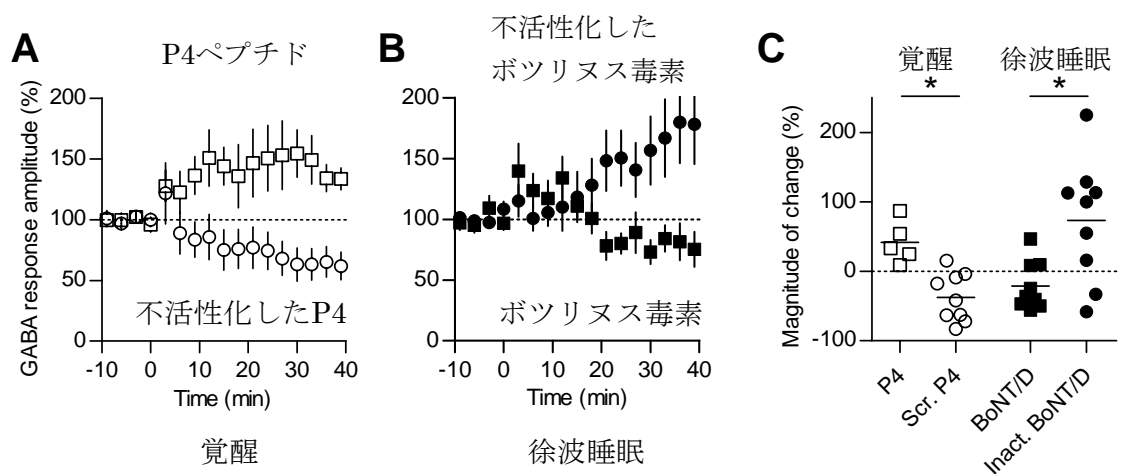 A
P4ペプチド
GABA response amplitude (%)
200
150
100
50
0
-10 0 10 20 30 40
Time (min)
不活性化したP4
覚醒
B
不活性化した
ボツリヌス毒素
200
150
100
50
0
-10 0 10 20 30 40
Time (min)
ボツリヌス毒素
徐波睡眠
C
覚醒 徐波睡眠
* *
Magnitude of change (%)
200
100
0
-100
P4
Scr. P4
BoNT/D
Inact. BoNT/D